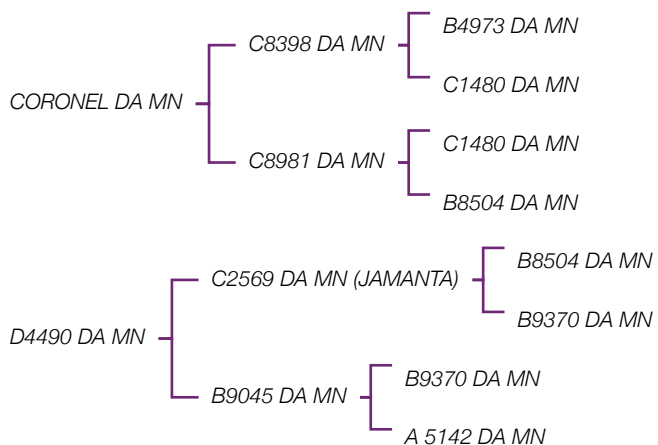 B4973 DA MN
C8398 DA MN
C1480 DA MN
CORONEL DA MN
C1480 DA MN
C8981 DA MN
B8504 DA MN
B8504 DA MN
C2569 DA MN (JAMANTA)
B9370 DA MN
D4490 DA MN
B9370 DA MN
B9045 DA MN
A 5142 DA MN